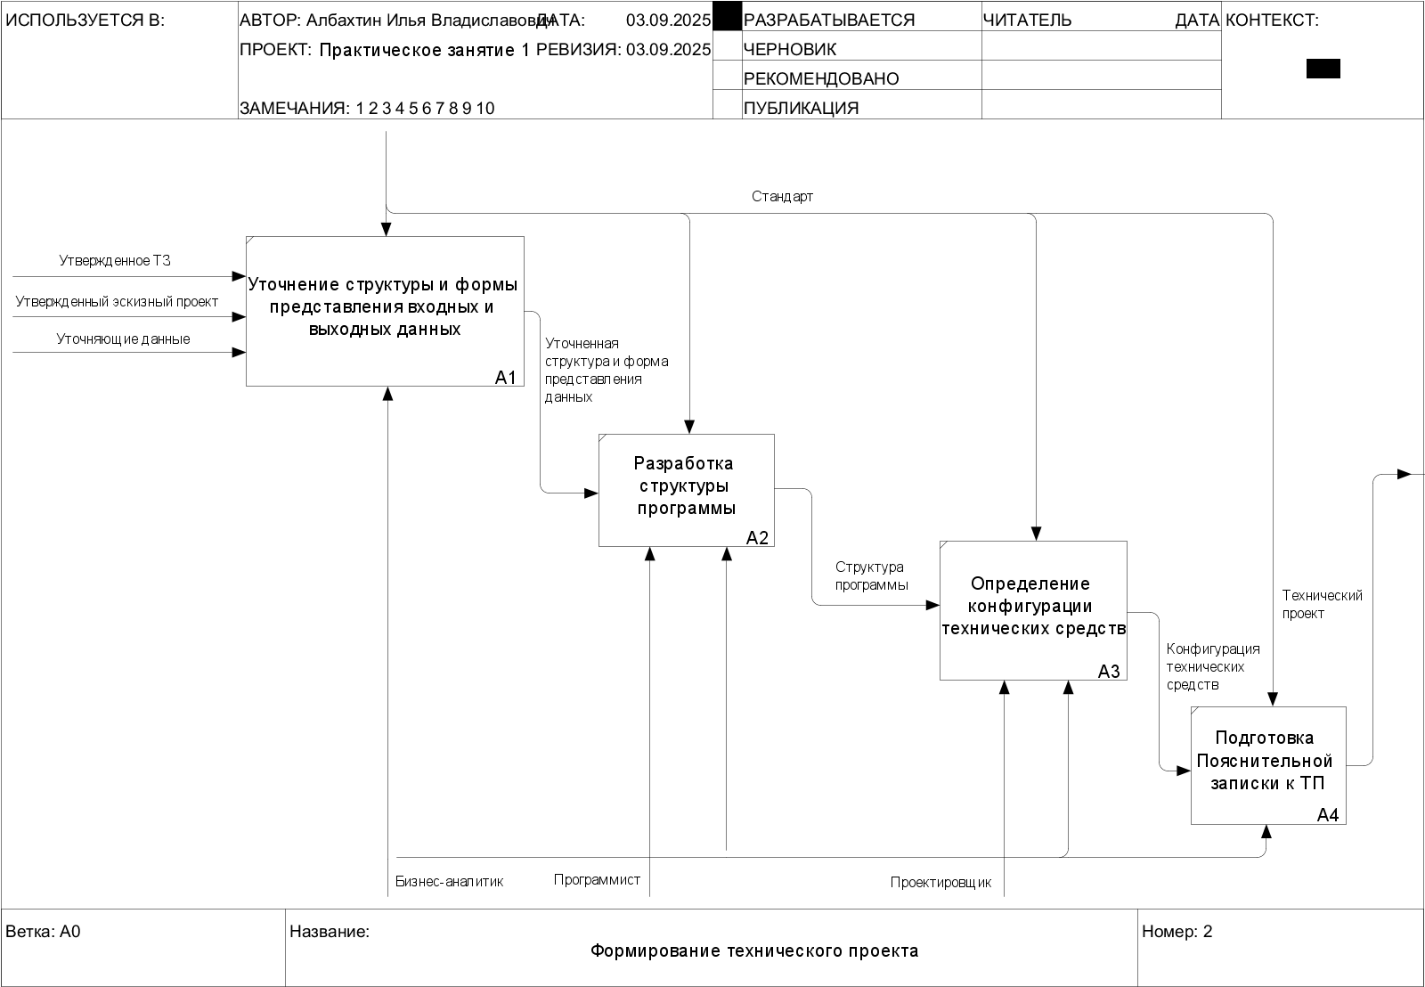 ИСПОЛЬЗУЕТСЯ В:
АВТОР: Албахтин Илья Владиславович ДАТА: 03.09.2025
ПРОЕКТ: Практическое занятие 1 РЕВИЗИЯ: 03.09.2025
ЗАМЕЧАНИЯ: 1 2 3 4 5 6 7 8 9 10
РАЗРАБАТЫВАЕТСЯ
ЧЕРНОВИК
РЕКОМЕНДОВАНО
ПУБЛИКАЦИЯ
ЧИТАТЕЛЬ ДАТА
КОНТЕКСТ:
Стандарт
Утвержденное ТЗ
Утвержденный эскизный проект
Уточняющие данные
Уточнение структуры и формы
представления входных и
выходных данных
A1
Уточненная
структура и форма
представления
данных
Разработка
структуры
программы
A2
Структура
программы
Определение
конфигурации
технических средств
A3
Конфигурация
технических
средств
Технический
проект
Подготовка
Пояснительной
записки к ТП
A4
Бизнес-аналитик
Программист
Проектировщик
Ветка: A0
Название:
Формирование технического проекта
Номер: 2